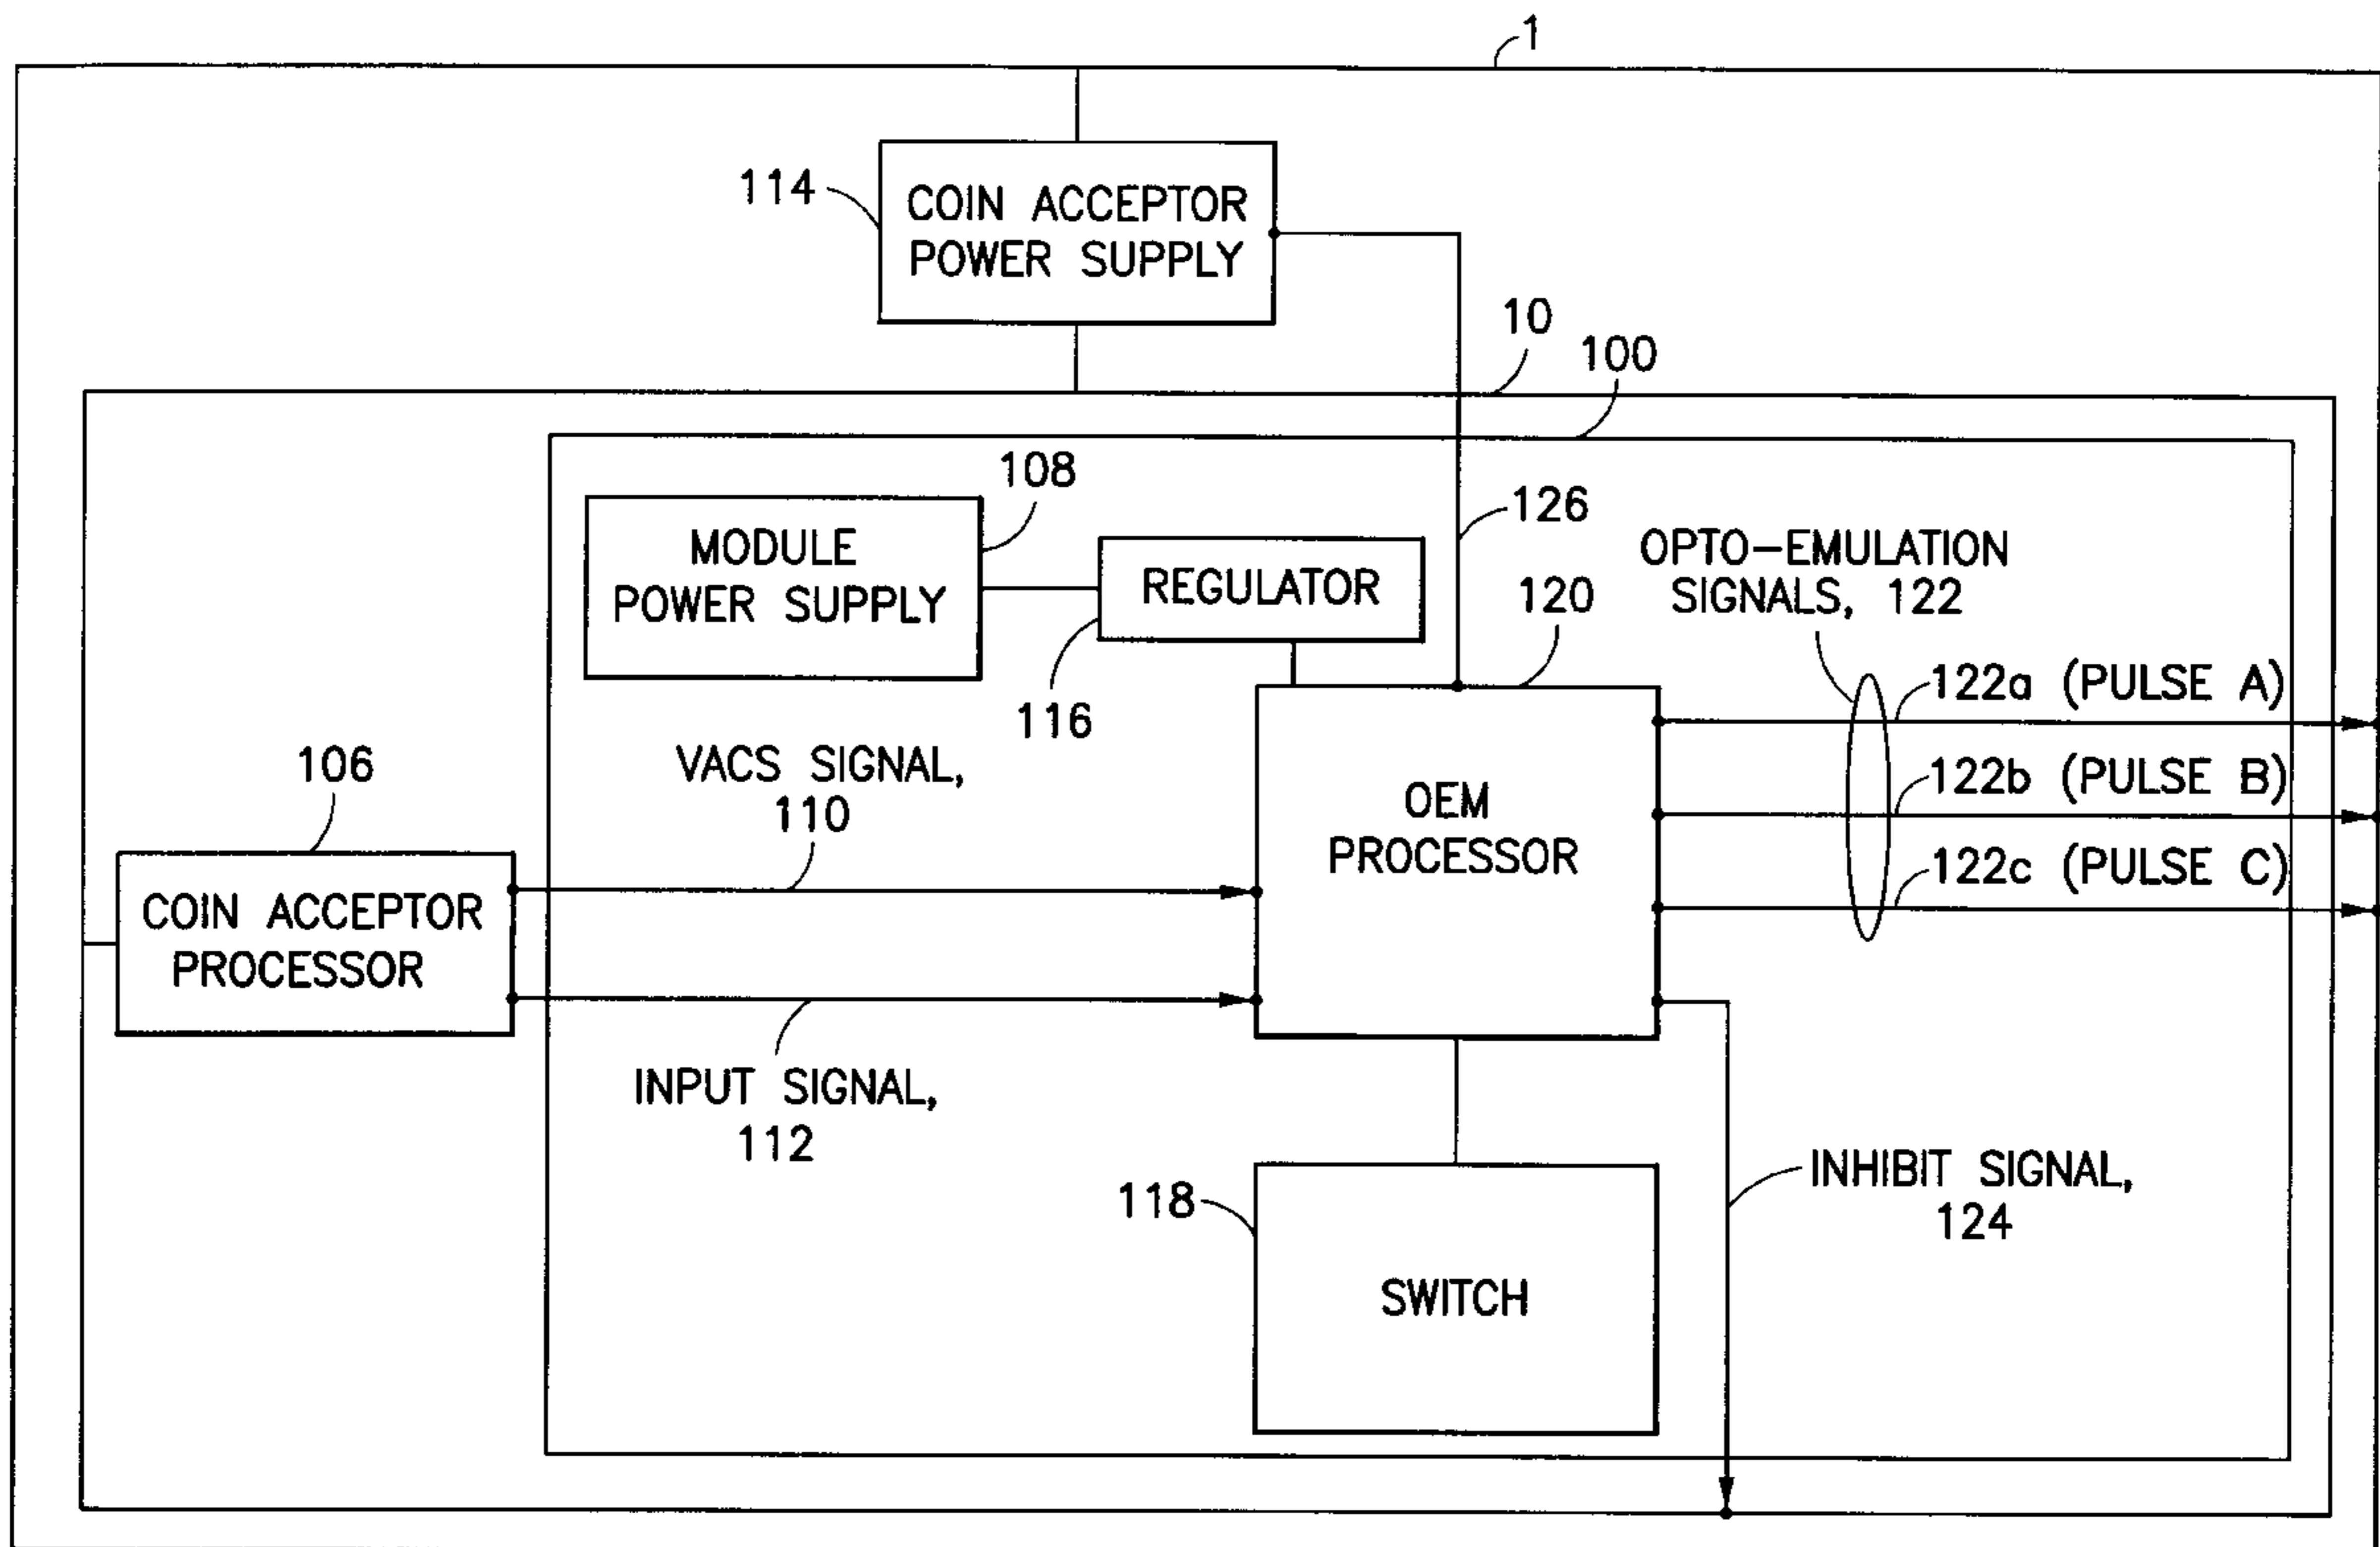 1
114
COIN ACCEPTOR
POWER SUPPLY
10
100
108
MODULE
POWER SUPPLY
REGULATOR
116
126
120
OPTO-EMULATION
SIGNALS, 122
122a (PULSE A)
122b (PULSE B)
122c (PULSE C)
106
COIN ACCEPTOR
PROCESSOR
VACS SIGNAL,
110
OEM
PROCESSOR
INPUT SIGNAL,
112
118
SWITCH
INHIBIT SIGNAL,
124